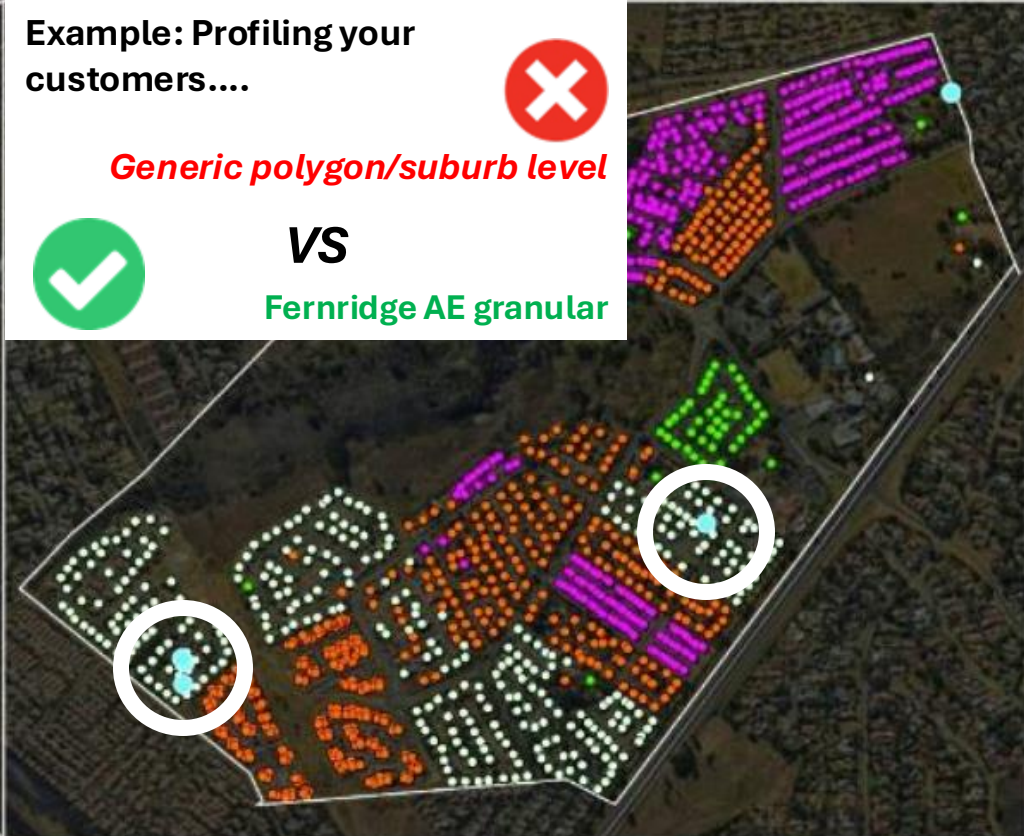 Example: Profiling your
customers....
Generic polygon/suburb level
VS
Fernridge AE granular